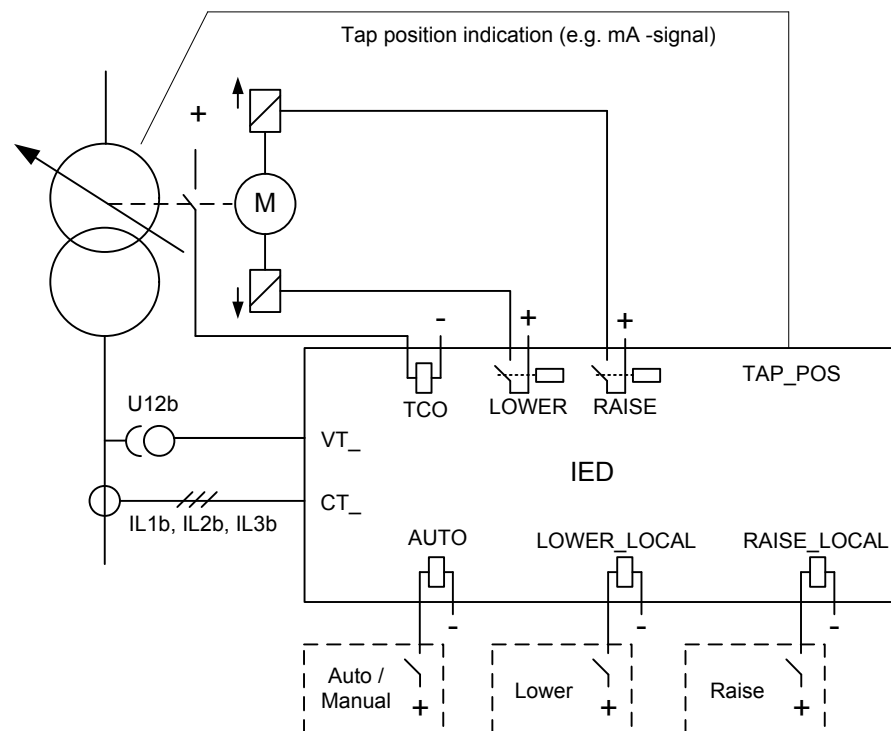 Tap position indication (e.g. mA -signal)
+
M
-
+
+
TCO
LOWER
RAISE
TAP_POS
U12b
VT_
IED
CT_
IL1b, IL2b, IL3b
AUTO
LOWER_LOCAL
RAISE_LOCAL
-
-
-
Auto /
Manual
+
Lower
+
Raise
+